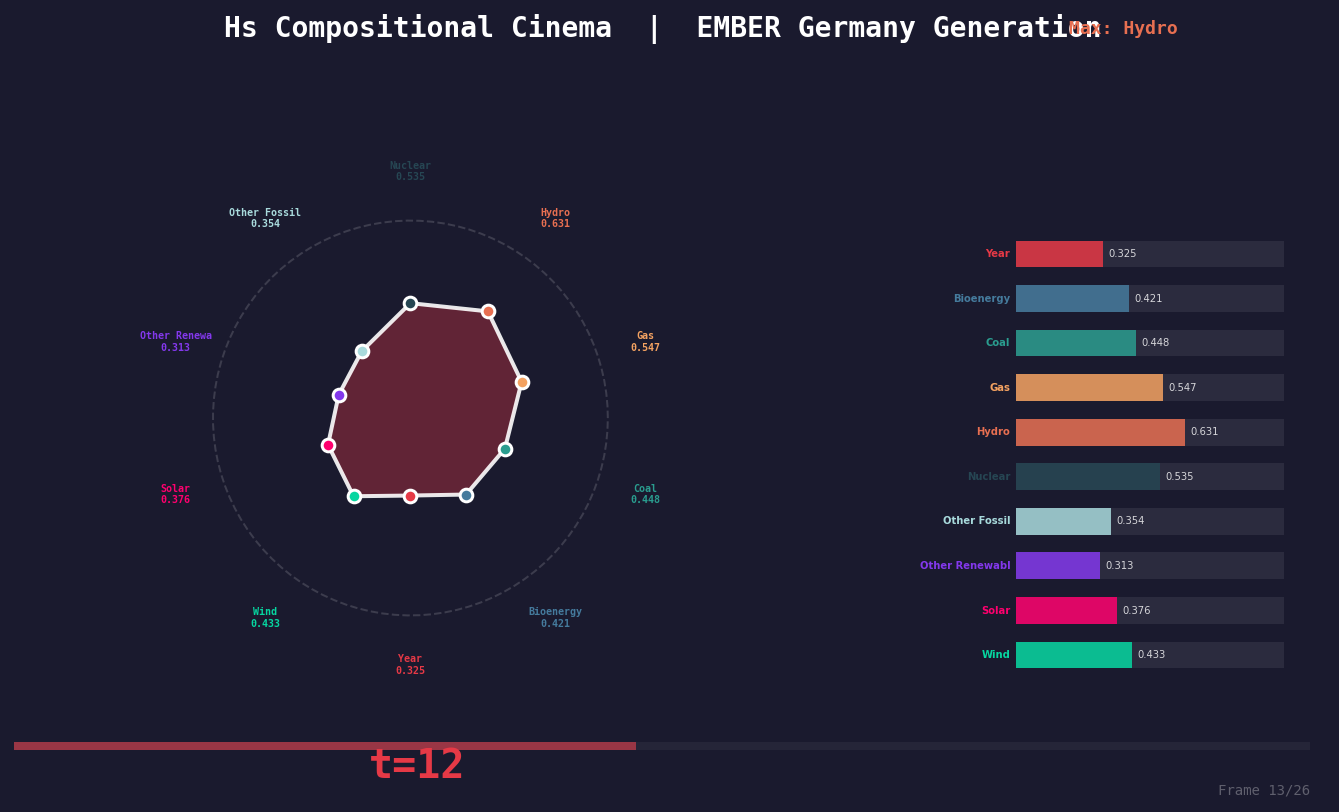 Hs Compositional Cinema | EMBER Germany Generation
Max: Hydro
Nuclear
0.535
Other Fossil
0.354
Hydro
0.631
Other Renewa
0.313
Gas
0.547
Solar
0.376
Coal
0.448
Wind
0.433
Bioenergy
0.421
Year
0.325
Year 0.325
Bioenergy 0.421
Coal 0.448
Gas 0.547
Hydro 0.631
Nuclear 0.535
Other Fossil 0.354
Other Renewabl 0.313
Solar 0.376
Wind 0.433
t=12
Frame 13/26